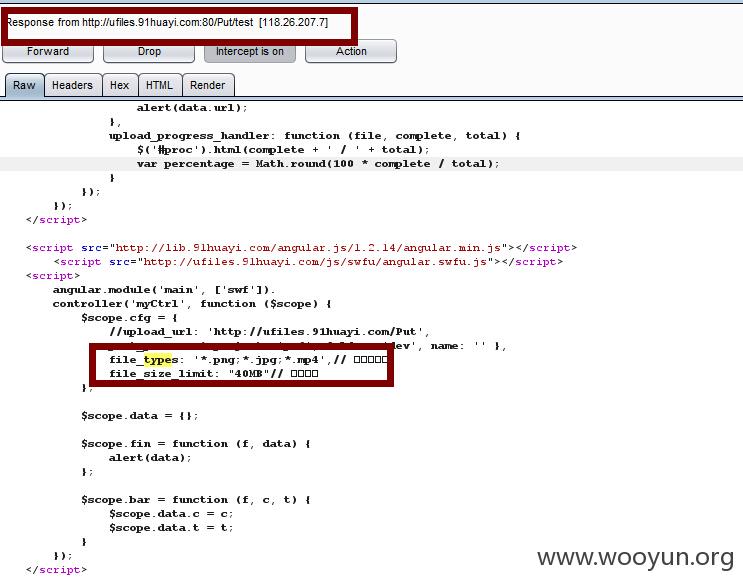 Response from http://ufiles.91huayi.com:80/Put/test [118.26.207.7]
Forward Drop Intercept is on Action
Raw Headers Hex HTML Render
alert(data.url);
},
upload_progress_handler: function (file, complete, total) {
$('#proc').html(complete + ' / ' + total);
var percentage = Math.round(100 * complete / total);
}
});
});
</script>
<script src="http://lib.91huayi.com/angular.js/1.2.14/angular.min.js"></script>
<script src="http://ufiles.91huayi.com/js/swfu/angular.swfu.js"></script>
<script>
angular.module('main', ['swf']).
controller('myCtrl', function ($scope) {
$scope.cfg = {
//upload_url: 'http://ufiles.91huayi.com/Put',
dev', name: '' },
file_types: '*.png;*.jpg;*.mp4',// □□□□□
file_size_limit: "40MB"// □□□□
};
$scope.data = {};
$scope.fin = function (f, data) {
alert(data);
};
$scope.bar = function (f, c, t) {
$scope.data.c = c;
$scope.data.t = t;
}
});
</script>
www.wooyun.org